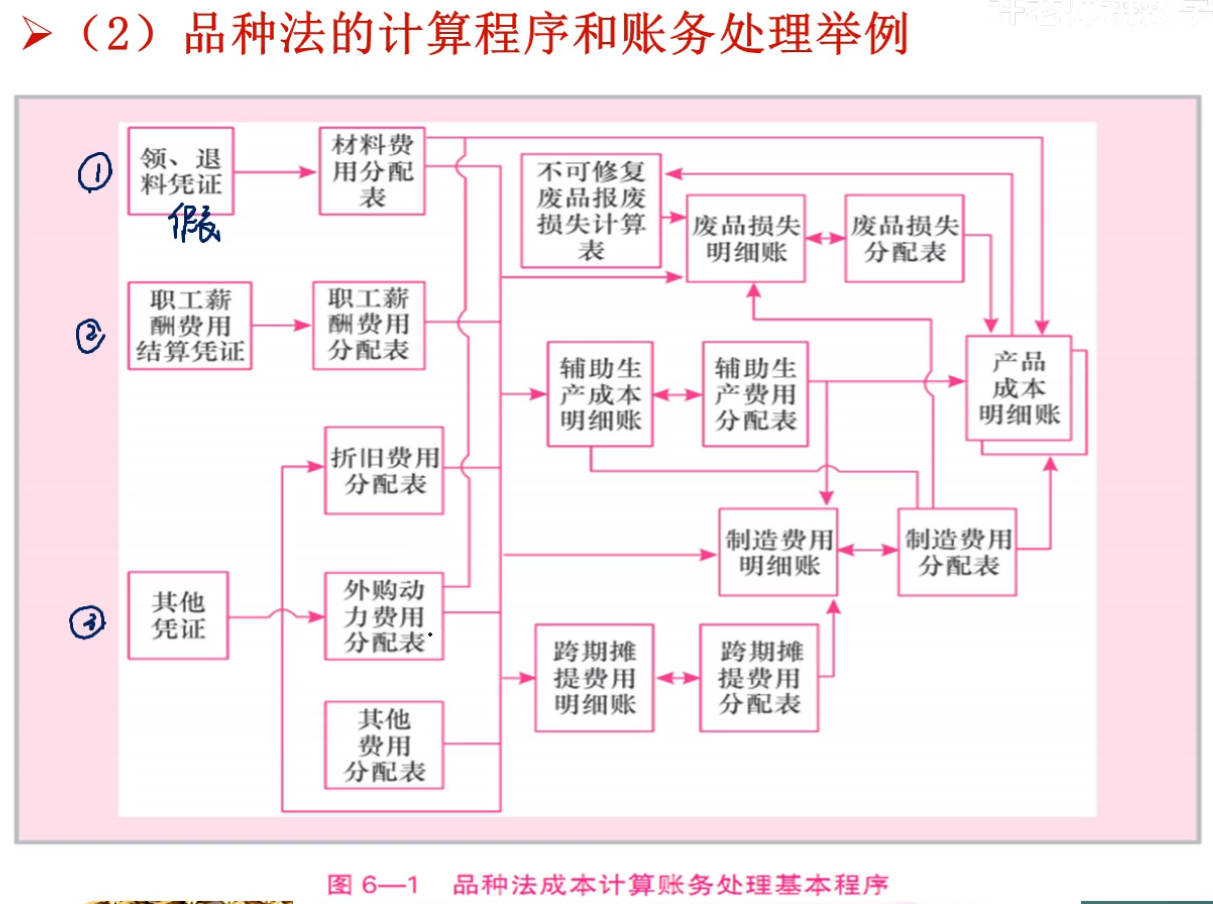 ➤（2）品种法的计算程序和账务处理举例
①
领、退
料凭证
材料费
用分配
表
不可修复
废品报废
损失计算
表
废品损失
明细账
废品损失
分配表
②
职工薪
酬费用
结算凭证
职工薪
酬费用
分配表
辅助生
产成本
明细账
辅助生
产费用
分配表
产品
成本
明细账
折旧费用
分配表
制造费用
明细账
制造费用
分配表
③
其他
凭证
外购动
力费用
分配表
跨期摊
提费用
明细账
跨期摊
提费用
分配表
其他
费用
分配表
图 6—1 品种法成本计算账务处理基本程序